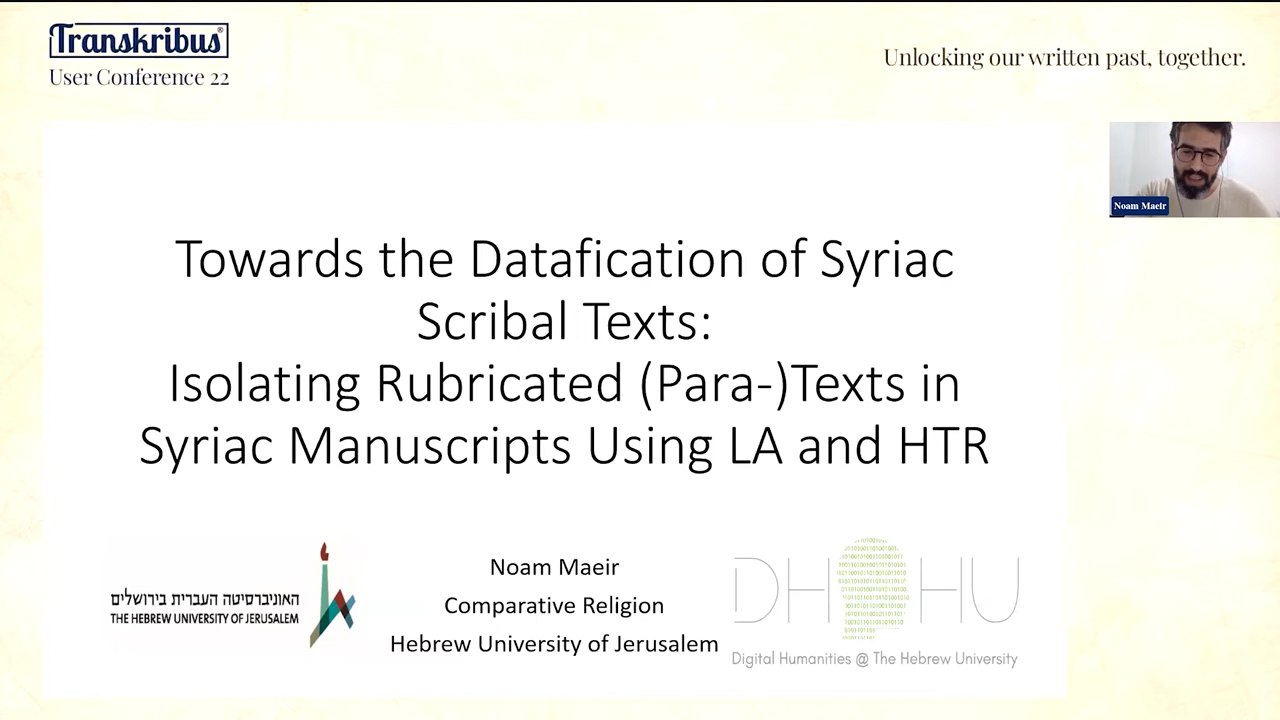 Transkribus®
User Conference 22
Unlocking our written past, together.
Noam Maeir
Towards the Datafication of Syriac
Scribal Texts:
Isolating Rubricated (Para-)Texts in
Syriac Manuscripts Using LA and HTR
האוניברסיטה העברית בירושלים
THE HEBREW UNIVERSITY OF JERUSALEM
Noam Maeir
Comparative Religion
Hebrew University of Jerusalem
DH HU
Digital Humanities @ The Hebrew University